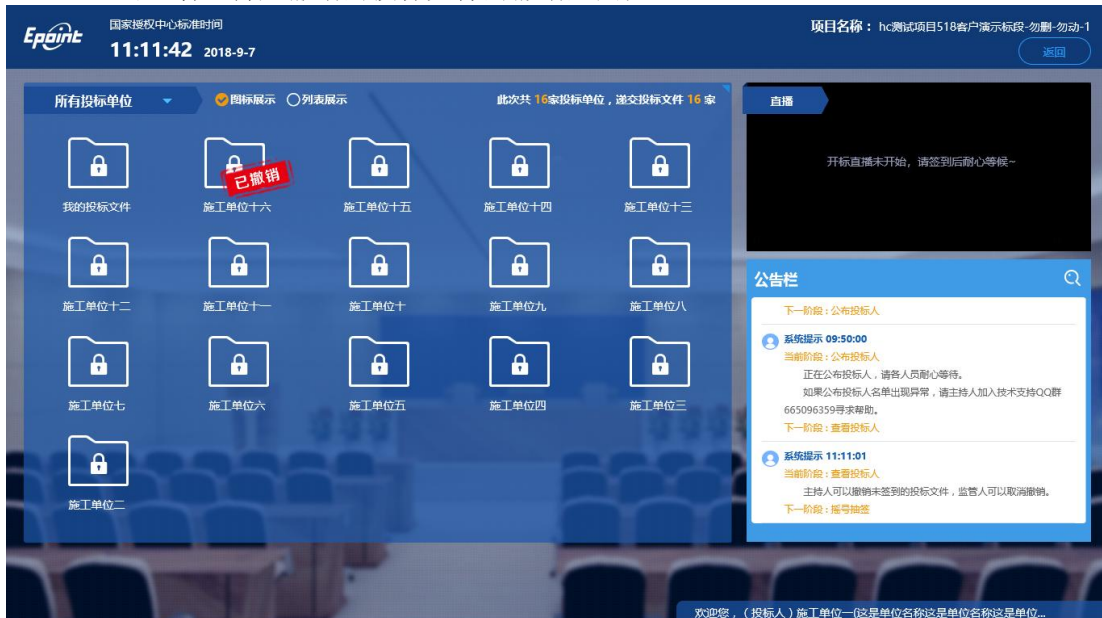 Epoint
国家授权中心标准时间
11:11:42 2018-9-7
项目名称：hc测试项目518客户演示标段-勿删-勿动-1
返回
所有投标单位
图标展示
列表展示
此次共 16家投标单位，递交投标文件 16 家
我的投标文件
已撤销
施工单位十六
施工单位十五
施工单位十四
施工单位十三
施工单位十二
施工单位十一
施工单位十
施工单位九
施工单位八
施工单位七
施工单位六
施工单位五
施工单位四
施工单位三
施工单位二
直播
开标直播未开始，请签到后耐心等候~
公告栏
下一阶段：公布投标人
系统提示 09:50:00
当前阶段：公布投标人
正在公布投标人，请各人员耐心等待。
如果公布投标人名单出现异常，请主持人加入技术支持QQ群
665096359寻求帮助。
下一阶段：查看投标人
系统提示 11:11:01
当前阶段：查看投标人
主持人可以撤销未签到的投标文件，监管人可以取消撤销。
下一阶段：摇号抽签
欢迎您，（投标人）施工单位一(这是单位名称这是单位名称这是单位...